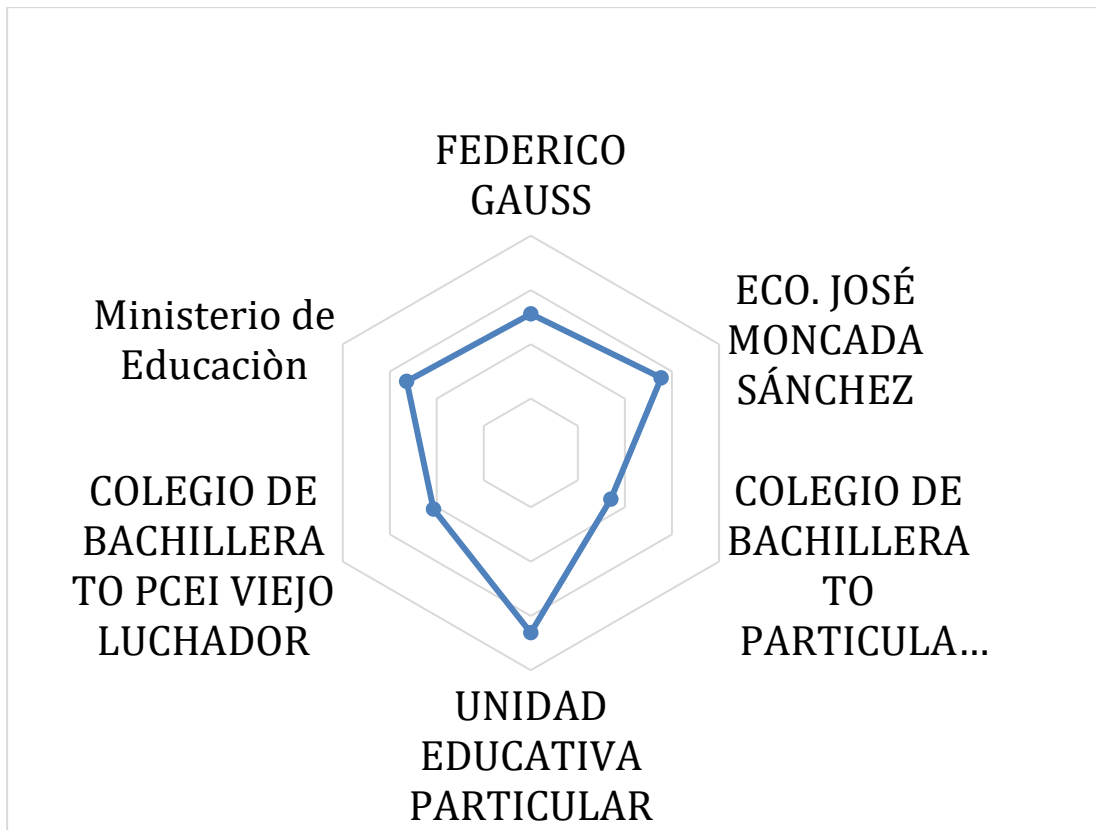 FEDERICO
GAUSS
ECO. JOSÉ
MONCADA
SÁNCHEZ
COLEGIO DE
BACHILLERA
TO
PARTICULA...
UNIDAD
EDUCATIVA
PARTICULAR
COLEGIO DE
BACHILLERA
TO PCEI VIEJO
LUCHADOR
Ministerio de
Educaciòn